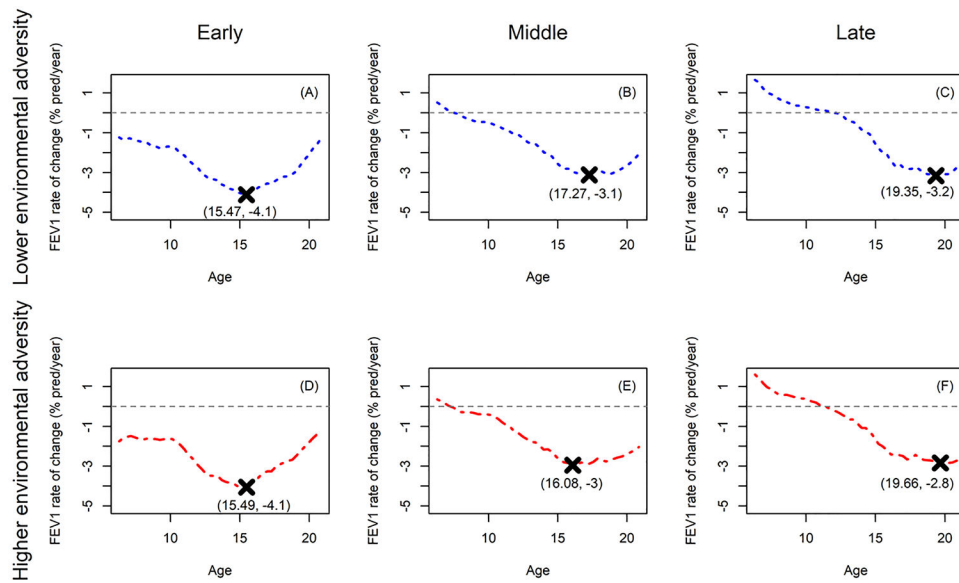 Early
Middle
Late
Lower environmental adversity
FEV1 rate of change (% pred/year)
1
-1
-3
-5
(A)
(15.47, -4.1)
10
15
20
Age
FEV1 rate of change (% pred/year)
1
-1
-3
-5
(B)
(17.27, -3.1)
10
15
20
Age
FEV1 rate of change (% pred/year)
1
-1
-3
-5
(C)
(19.35, -3.2)
10
15
20
Age
Higher environmental adversity
FEV1 rate of change (% pred/year)
1
-1
-3
-5
(D)
(15.49, -4.1)
10
15
20
Age
FEV1 rate of change (% pred/year)
1
-1
-3
-5
(E)
(16.08, -3)
10
15
20
Age
FEV1 rate of change (% pred/year)
1
-1
-3
-5
(F)
(19.66, -2.8)
10
15
20
Age